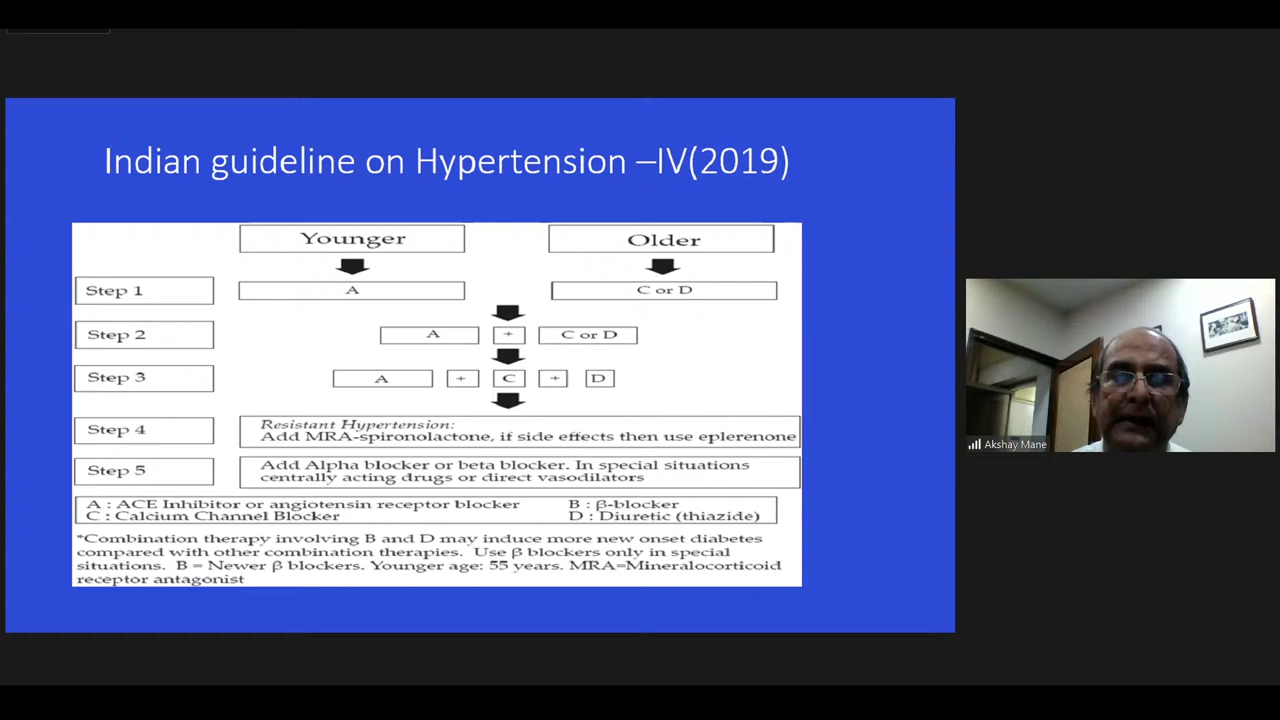 Indian guideline on Hypertension –IV(2019)
Younger
Older
Step 1
A
C or D
Step 2
A
+
C or D
Step 3
A
+
C
+
D
Step 4
Resistant Hypertension:
Add MRA-spironolactone, if side effects then use eplerenone
Step 5
Add Alpha blocker or beta blocker. In special situations
centrally acting drugs or direct vasodilators
A : ACE Inhibitor or angiotensin receptor blocker
B : β-blocker
C : Calcium Channel Blocker
D : Diuretic (thiazide)
*Combination therapy involving B and D may induce more new onset diabetes
compared with other combination therapies. Use β blockers only in special
situations. B = Newer β blockers. Younger age: 55 years. MRA=Mineralocorticoid
receptor antagonist
Akshay Mane